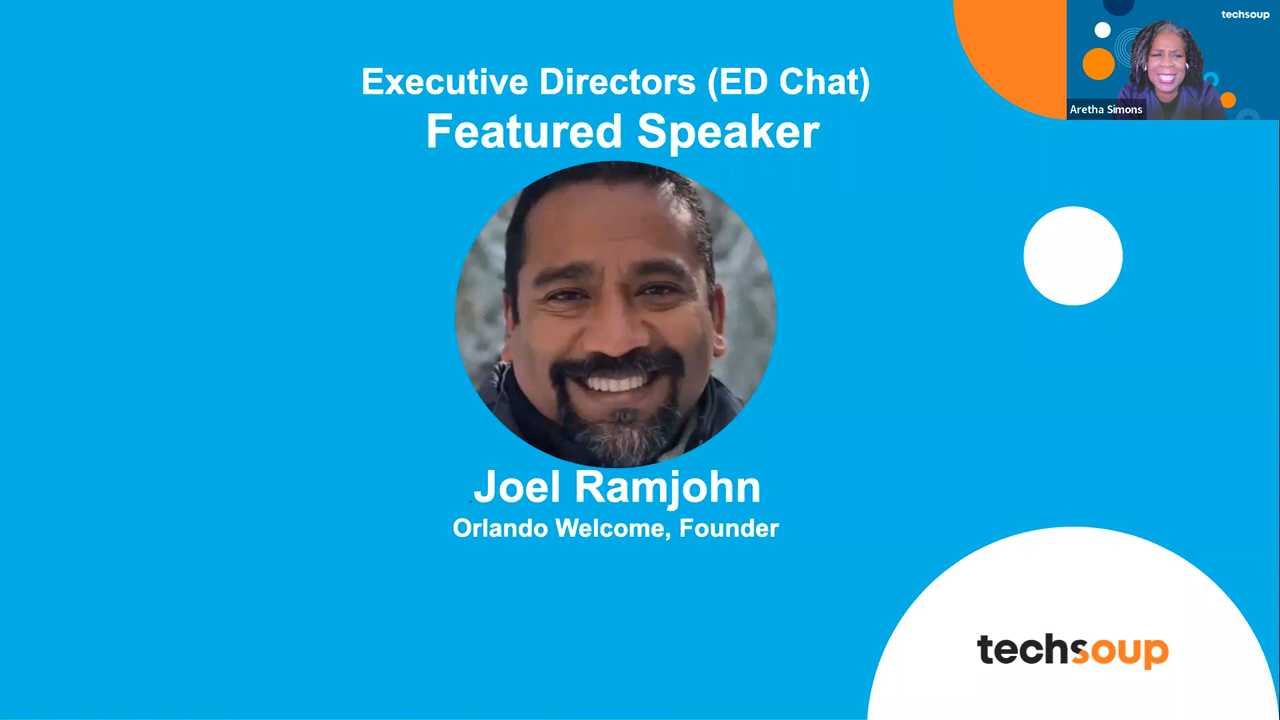 techsoup
Aretha Simons
Executive Directors (ED Chat)
Featured Speaker
Joel Ramjohn
Orlando Welcome, Founder
techsoup